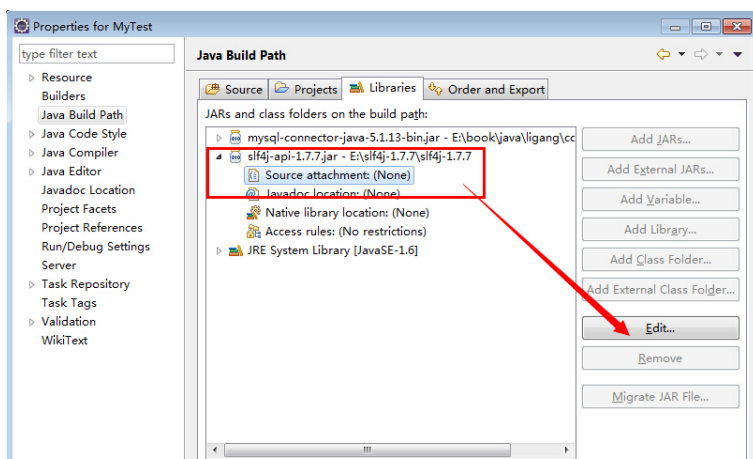 Properties for MyTest
type filter text
Resource
Builders
Java Build Path
Java Code Style
Java Compiler
Java Editor
Javadoc Location
Project Facets
Project References
Run/Debug Settings
Server
Task Repository
Task Tags
Validation
WikiText
Java Build Path
Source Projects Libraries Order and Export
JARs and class folders on the build path:
mysql-connector-java-5.1.13-bin.jar - E:\book\java\ligang\cc
slf4j-api-1.7.7.jar - E:\slf4j-1.7.7\slf4j-1.7.7
Source attachment: (None)
Javadoc location: (None)
Native library location: (None)
Access rules: (No restrictions)
JRE System Library [JavaSE-1.6]
Add JARs...
Add External JARs...
Add Variable...
Add Library...
Add Class Folder...
Add External Class Folder...
Edit...
Remove
Migrate JAR File...